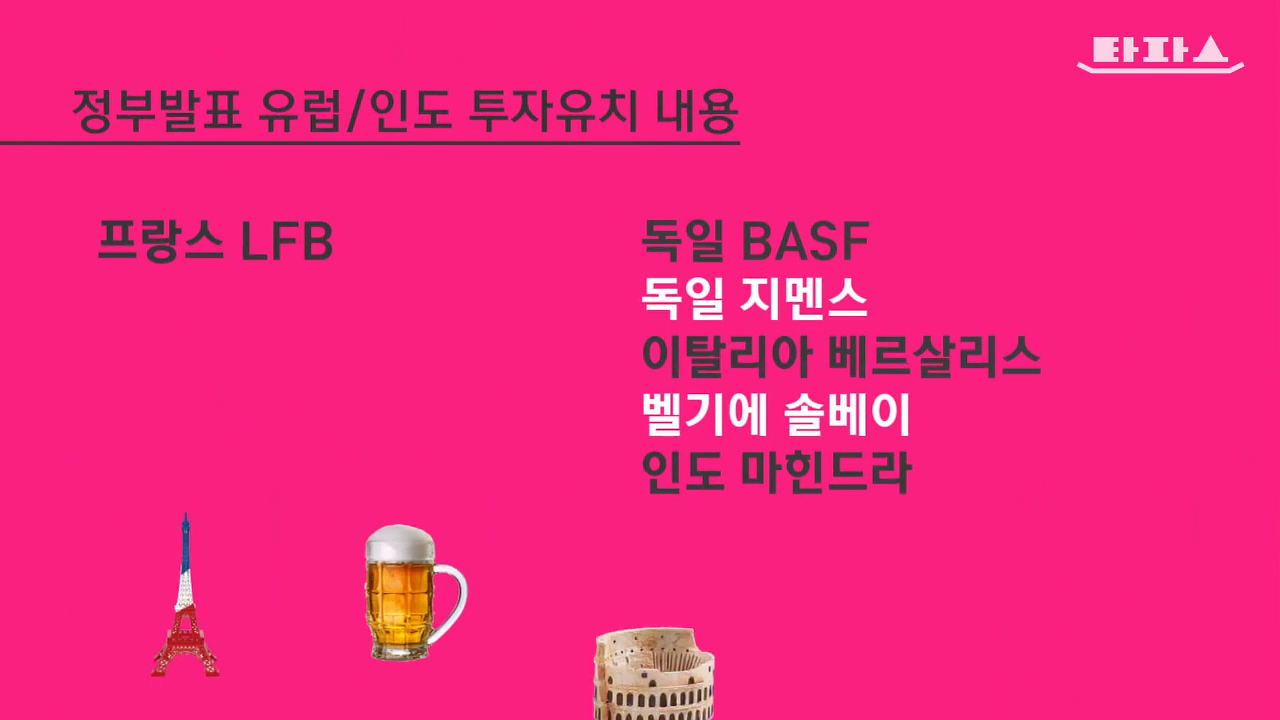 타파스
정부발표 유럽/인도 투자유치 내용
프랑스 LFB
독일 BASF
독일 지멘스
이탈리아 베르살리스
벨기에 솔베이
인도 마힌드라